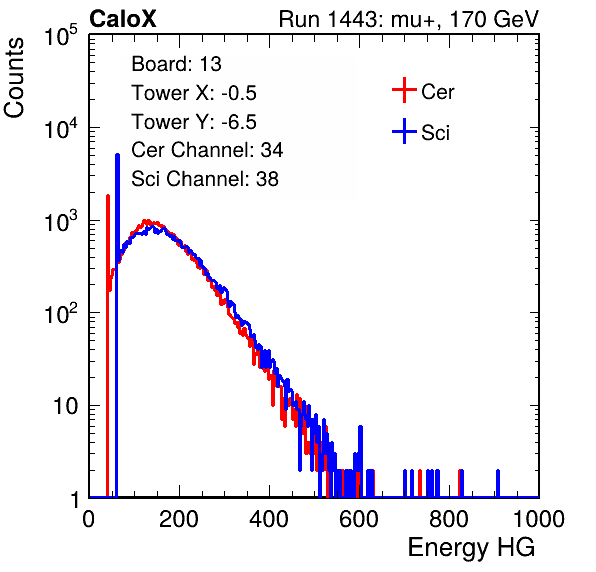 CaloX Run 1443: mu+, 170 GeV
Counts
10^5
10^4
10^3
10^2
10
1
Board: 13
Tower X: -0.5
Tower Y: -6.5
Cer Channel: 34
Sci Channel: 38
Cer
Sci
0 200 400 600 800 1000
Energy HG